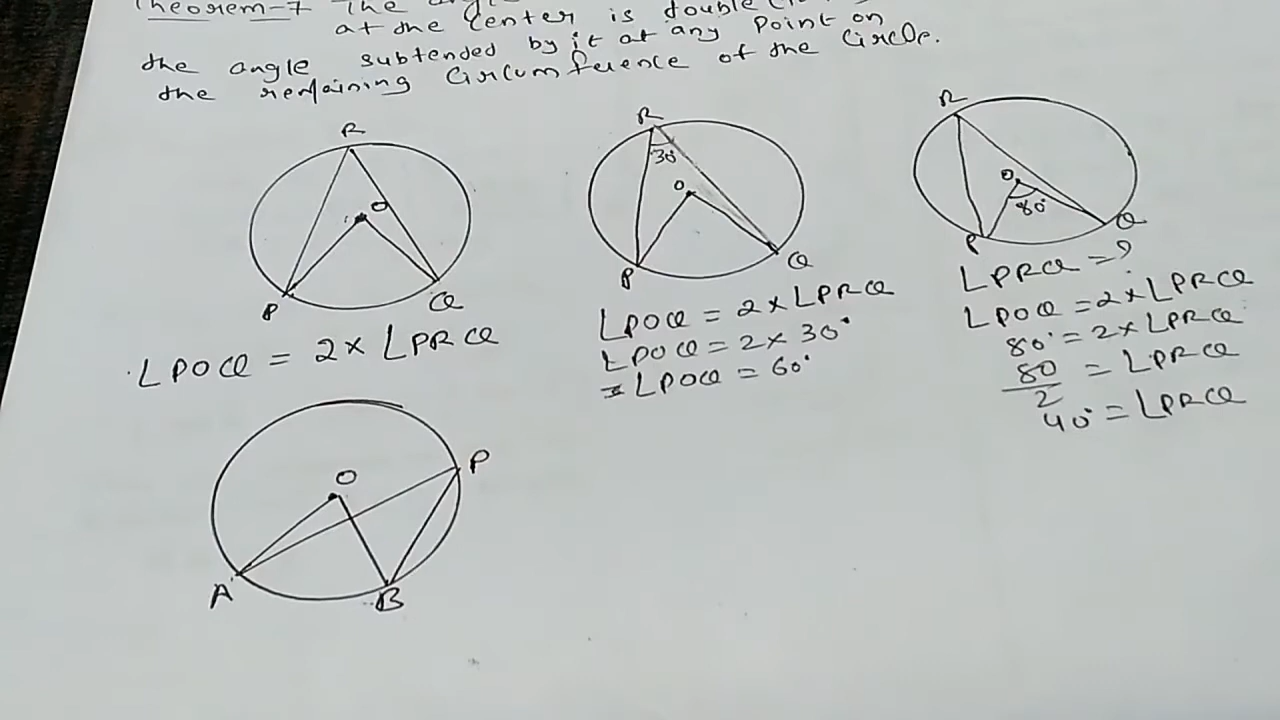 Theorem-7 The
at the Center is double
the angle subtended by it at any point on
the remaining Circumference of the Circle.
R
O
P
Q
∠POQ = 2 × ∠PRQ
R
30°
O
P
Q
∠POQ = 2 × ∠PRQ
∠POQ = 2 × 30°
∠POQ = 60°
R
O
80°
P
Q
∠PRQ = ?
∠POQ = 2 × ∠PRQ
80° = 2 × ∠PRQ
80
2
= ∠PRQ
40° = ∠PRQ
O
P
A
B